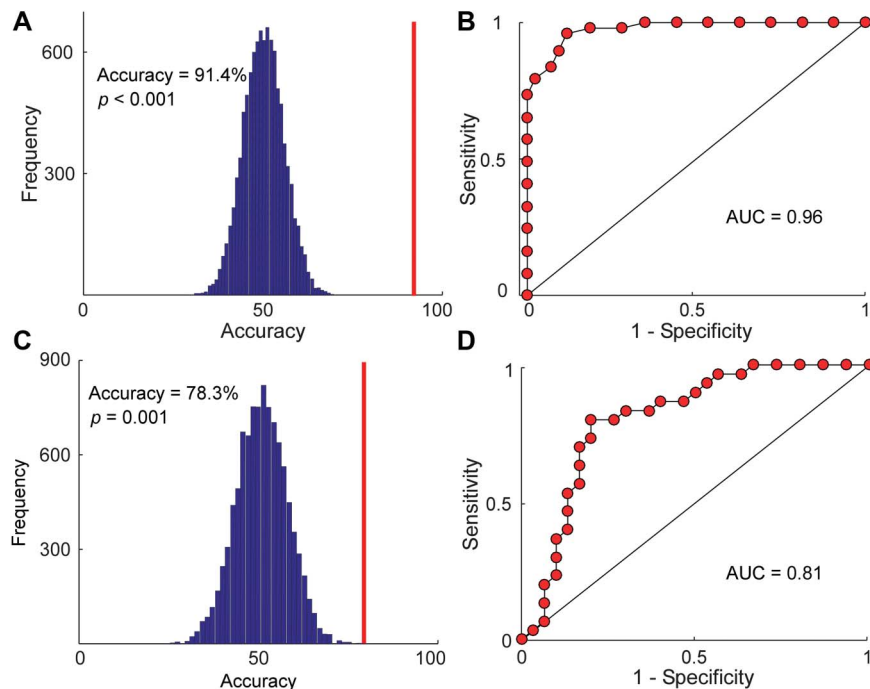 A
600
300
Frequency
Accuracy = 91.4%
p < 0.001
0
50
100
Accuracy
B
1
0.5
0
Sensitivity
AUC = 0.96
0
0.5
1
1 - Specificity
C
900
600
300
Frequency
Accuracy = 78.3%
p = 0.001
0
50
100
Accuracy
D
1
0.5
0
Sensitivity
AUC = 0.81
0
0.5
1
1 - Specificity